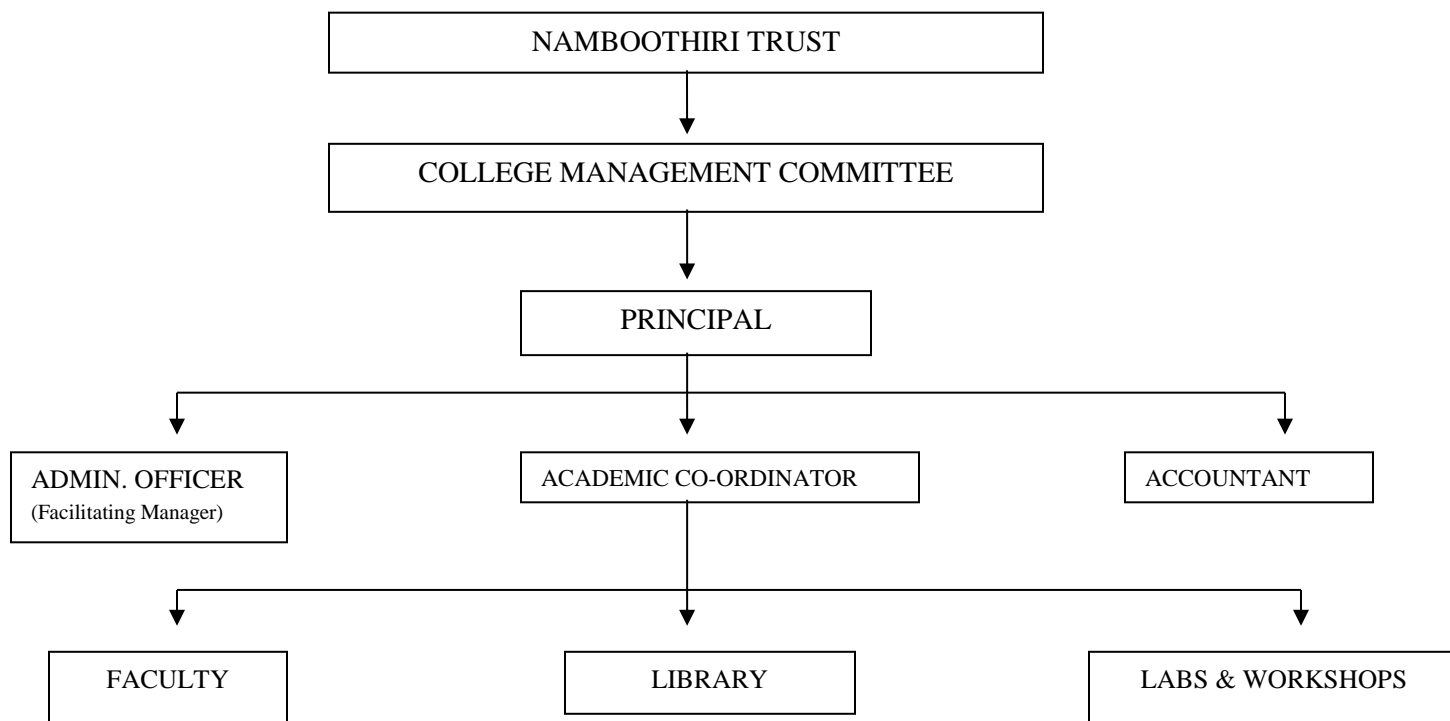 NAMBOOTHIRI TRUST
COLLEGE MANAGEMENT COMMITTEE
PRINCIPAL
ADMIN. OFFICER
(Facilitating Manager)
ACADEMIC CO-ORDINATOR
ACCOUNTANT
FACULTY
LIBRARY
LABS & WORKSHOPS